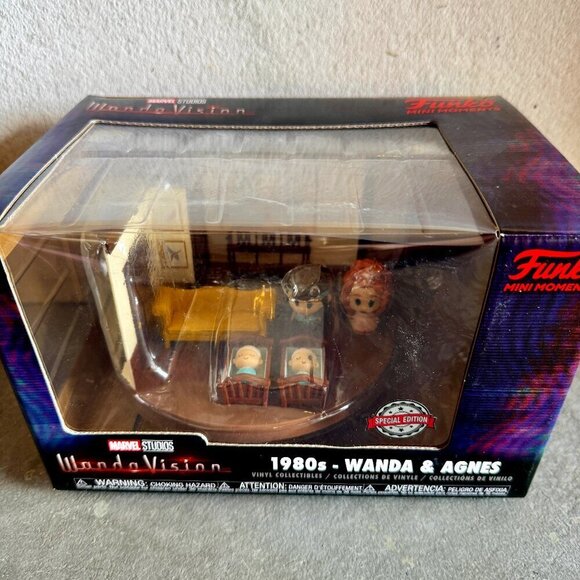 MARVEL STUDIOS
WandaVision
Funko
MINI MOMENTS
Funko
MINI MOMENTS
SPECIAL EDITION
MARVEL STUDIOS
WandaVision
1980s - WANDA & AGNES
VINYL COLLECTIBLES / COLLECTIONS DE VINYLE / COLLECTIONS DE VINILO
WARNING: CHOKING HAZARD ATTENTION: DANGER D'ÉTOUFFEMENT ADVERTENCIA: PELIGRO DE ASFIXIA